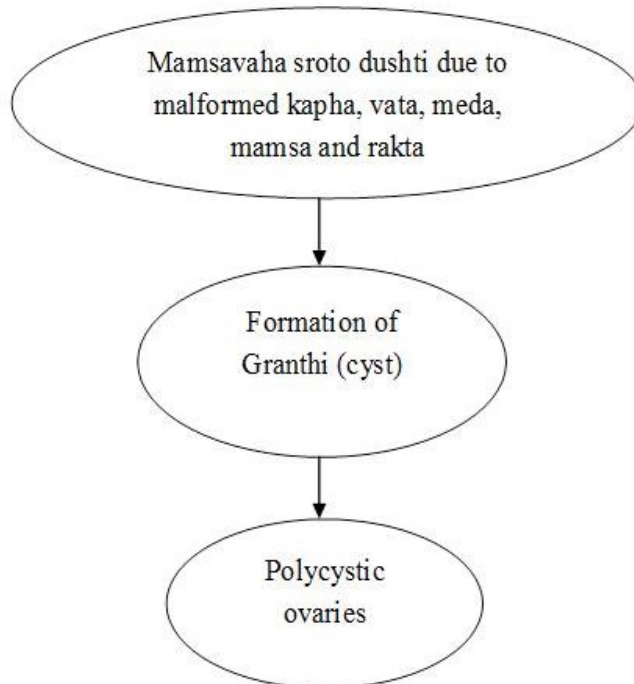 Mamsavaha sroto dushti due to
malformed kapha, vata, meda,
mamsa and rakta
Formation of
Granthi (cyst)
Polycystic
ovaries